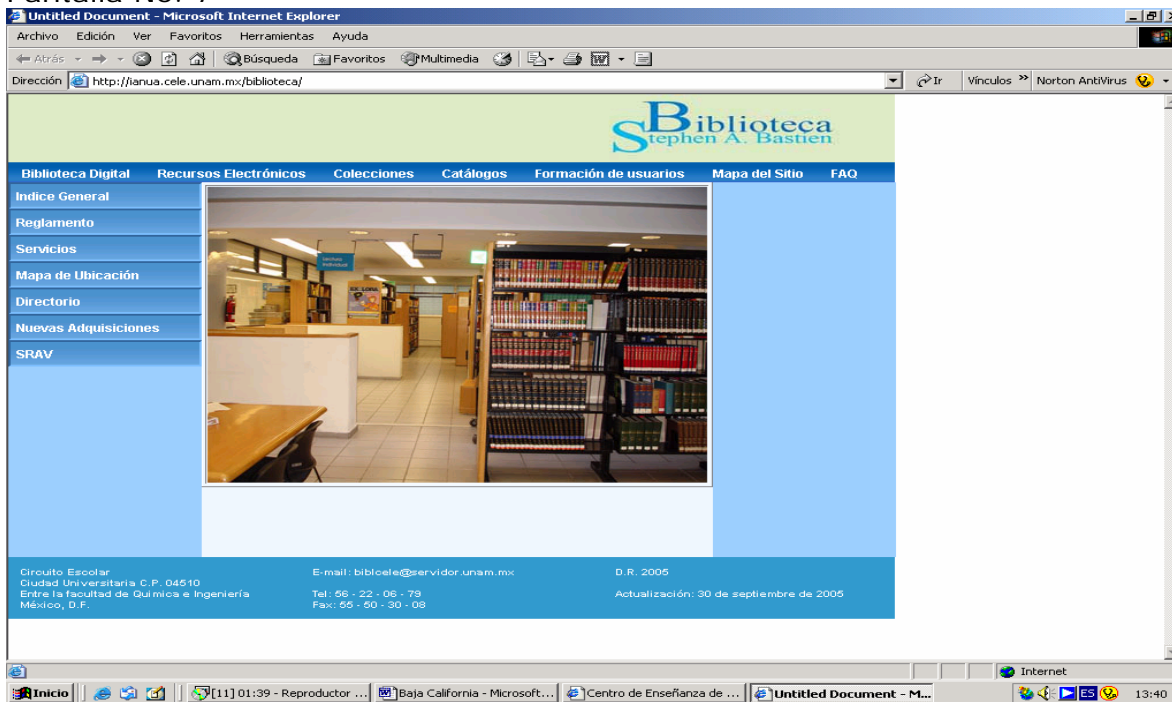 Pantalla No. 7
Untitled Document - Microsoft Internet Explorer
Archivo Edición Ver Favoritos Herramientas Ayuda
Atrás Búsqueda Favoritos Multimedia
Dirección http://ianua.cele.unam.mx/biblioteca/ Ir Vínculos » Norton AntiVirus
Biblioteca
Stephen A. Bastien
Biblioteca Digital Recursos Electrónicos Colecciones Catálogos Formación de usuarios Mapa del Sitio FAQ
Indice General
Reglamento
Servicios
Mapa de Ubicación
Directorio
Nuevas Adquisiciones
SRAV
Circuito Escolar
Ciudad Universitaria C.P. 04510
Entre la facultad de Quimica e Ingeniería
México, D.F.
E-mail: bibloele@servidor.unam.mx
Tel: 56 - 22 - 06 - 79
Fax: 55 - 50 - 30 - 08
D.R. 2005
Actualización: 30 de septiembre de 2005
Internet
Inicio [11] 01:39 - Reproductor ... Baja California - Microsoft... Centro de Enseñanza de ... Untitled Document - M... ES 13:40